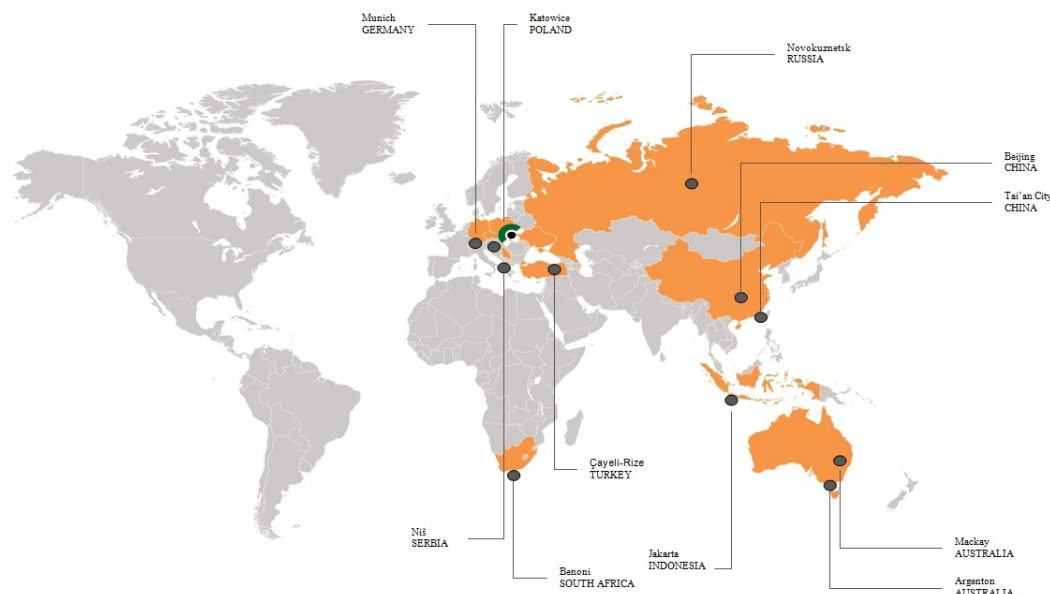 Munich
GERMANY
Katowice
POLAND
Novokuznetsk
RUSSIA
Beijing
CHINA
Tai'an City
CHINA
Çayeli-Rize
TURKEY
Niš
SERBIA
Benoni
SOUTH AFRICA
Jakarta
INDONESIA
Mackay
AUSTRALIA
Argenton
AUSTRALIA